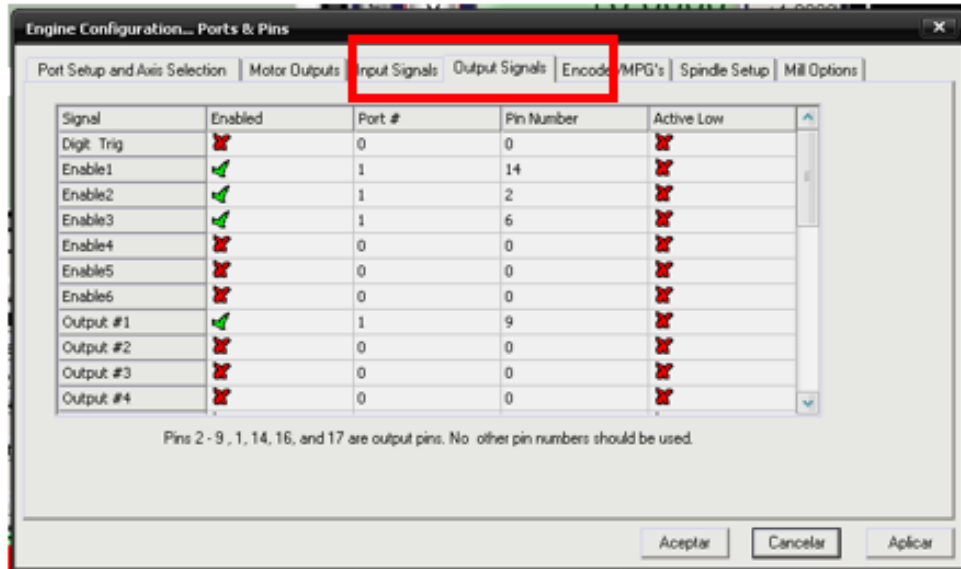 Engine Configuration... Ports & Pins
Port Setup and Axis Selection Motor Outputs Input Signals Output Signals Encoder/MPG's Spindle Setup Mill Options
Signal Enabled Port # Pin Number Active Low
Digit Trig 0 0
Enable1 1 14
Enable2 1 2
Enable3 1 6
Enable4 0 0
Enable5 0 0
Enable6 0 0
Output #1 1 9
Output #2 0 0
Output #3 0 0
Output #4 0 0
Pins 2 - 9 , 1, 14, 16, and 17 are output pins. No other pin numbers should be used.
Aceptar Cancelar Aplicar